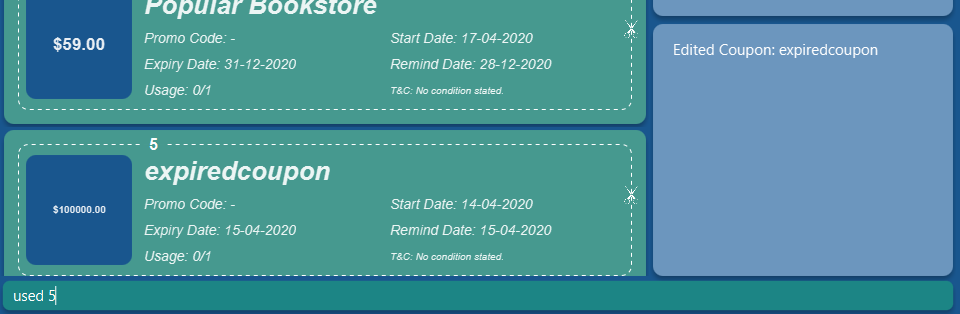 Popular Bookstore
$59.00
Promo Code: -
Start Date: 17-04-2020
Expiry Date: 31-12-2020
Remind Date: 28-12-2020
Usage: 0/1
T&C: No condition stated.
5
expiredcoupon
$100000.00
Promo Code: -
Start Date: 14-04-2020
Expiry Date: 15-04-2020
Remind Date: 15-04-2020
Usage: 0/1
T&C: No condition stated.
Edited Coupon: expiredcoupon
used 5